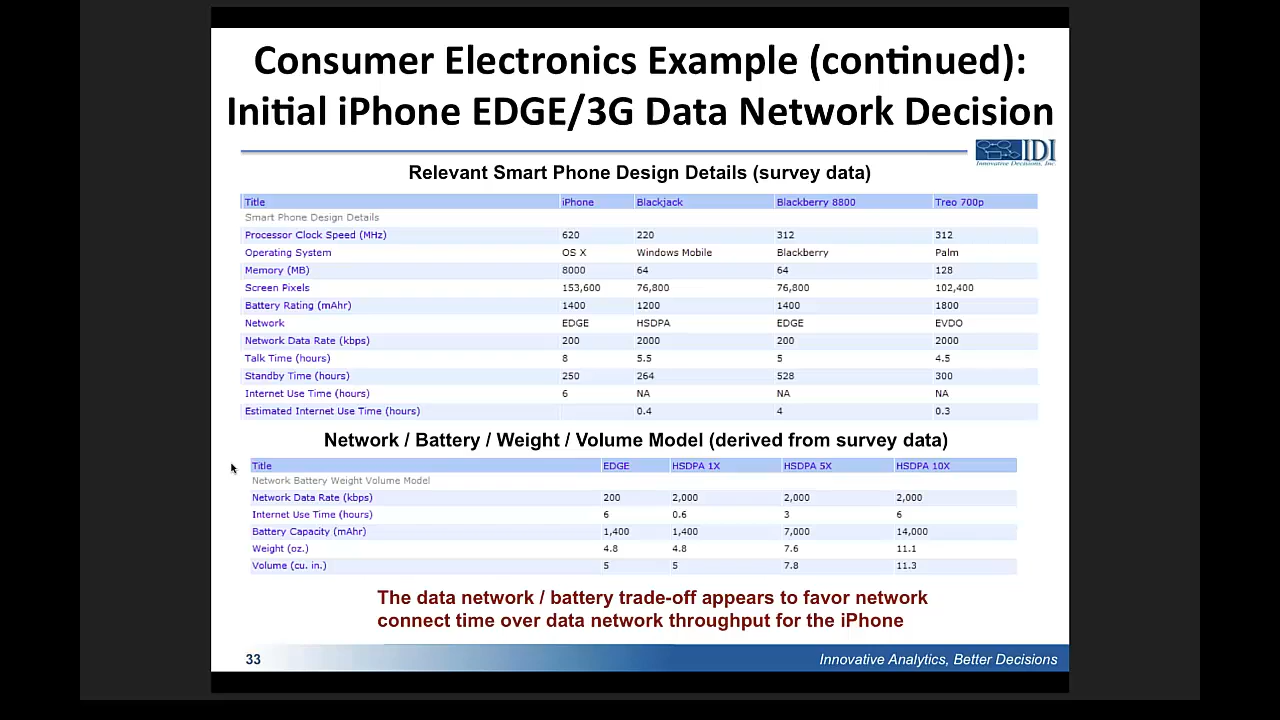 Consumer Electronics Example (continued):
Initial iPhone EDGE/3G Data Network Decision
IDI
Innovative Decisions, Inc.
Relevant Smart Phone Design Details (survey data)
Title iPhone Blackjack Blackberry 8800 Treo 700p
Smart Phone Design Details
Processor Clock Speed (MHz) 620 220 312 312
Operating System OS X Windows Mobile Blackberry Palm
Memory (MB) 8000 64 64 128
Screen Pixels 153,600 76,800 76,800 102,400
Battery Rating (mAhr) 1400 1200 1400 1800
Network EDGE HSDPA EDGE EVDO
Network Data Rate (kbps) 200 2000 200 2000
Talk Time (hours) 8 5.5 5 4.5
Standby Time (hours) 250 264 528 300
Internet Use Time (hours) 6 NA NA NA
Estimated Internet Use Time (hours) 0.4 4 0.3
Network / Battery / Weight / Volume Model (derived from survey data)
Title EDGE HSDPA 1X HSDPA 5X HSDPA 10X
Network Battery Weight Volume Model
Network Data Rate (kbps) 200 2,000 2,000 2,000
Internet Use Time (hours) 6 0.6 3 6
Battery Capacity (mAhr) 1,400 1,400 7,000 14,000
Weight (oz.) 4.8 4.8 7.6 11.1
Volume (cu. in.) 5 5 7.8 11.3
The data network / battery trade-off appears to favor network
connect time over data network throughput for the iPhone
33
Innovative Analytics, Better Decisions